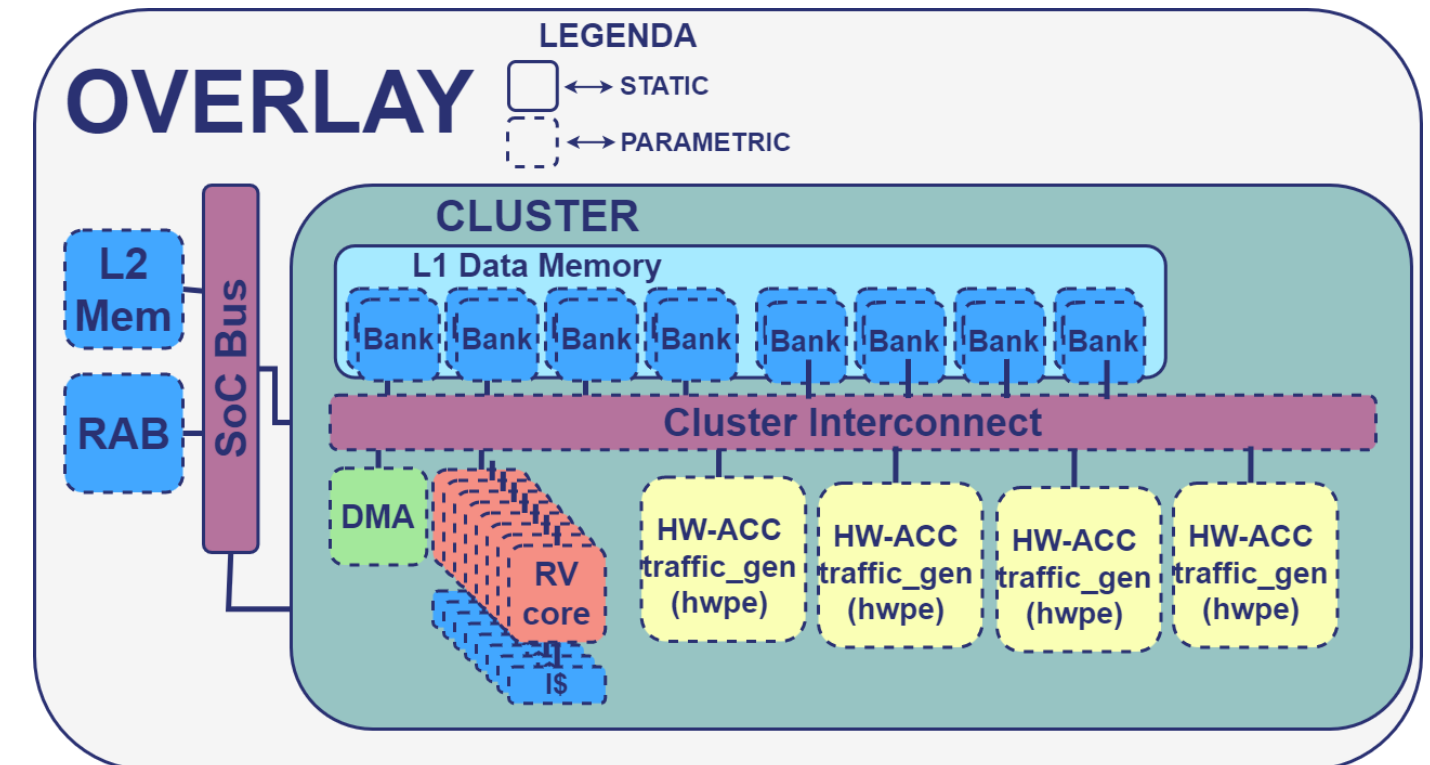 LEGENDA
OVERLAY
STATIC
PARAMETRIC
CLUSTER
L1 Data Memory
L2
Mem
SoC Bus
Bank
Bank
Bank
Bank
Bank
Bank
Bank
Bank
RAB
Cluster Interconnect
DMA
RV
core
I$
HW-ACC
traffic_gen
(hwpe)
HW-ACC
traffic_gen
(hwpe)
HW-ACC
traffic_gen
(hwpe)
HW-ACC
traffic_gen
(hwpe)